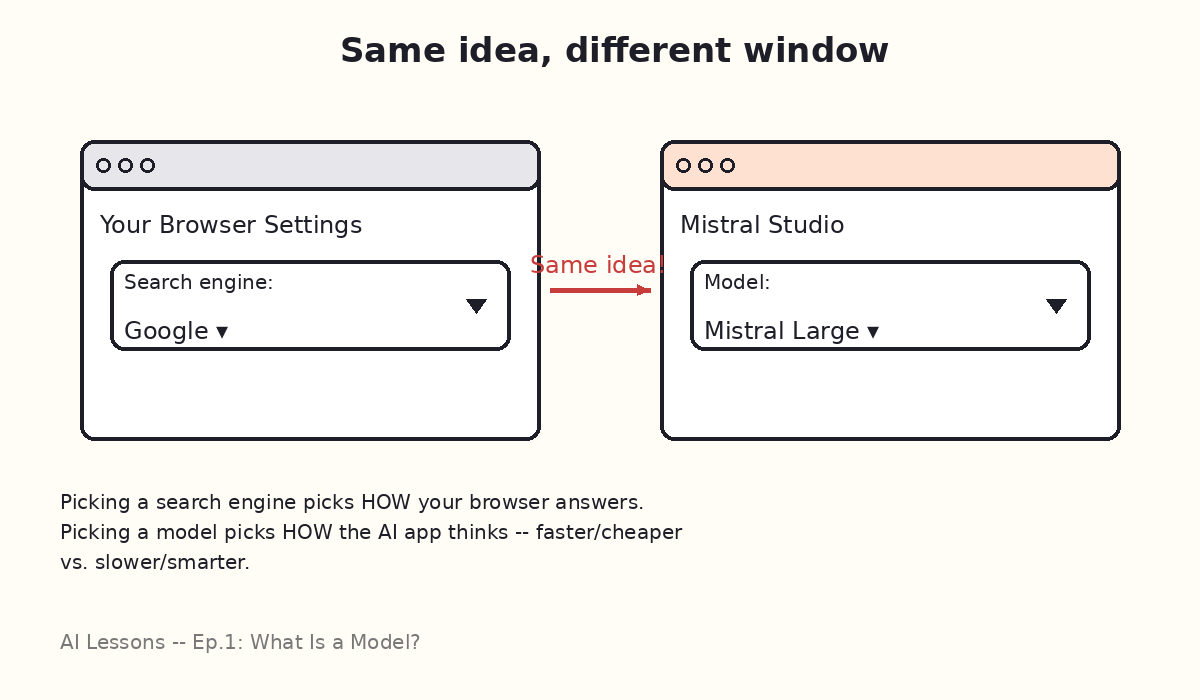 Same idea, different window
Your Browser Settings
Search engine:
Google ▾
Same idea!
Mistral Studio
Model:
Mistral Large ▾
Picking a search engine picks HOW your browser answers.
Picking a model picks HOW the AI app thinks -- faster/cheaper
vs. slower/smarter.
AI Lessons -- Ep.1: What Is a Model?